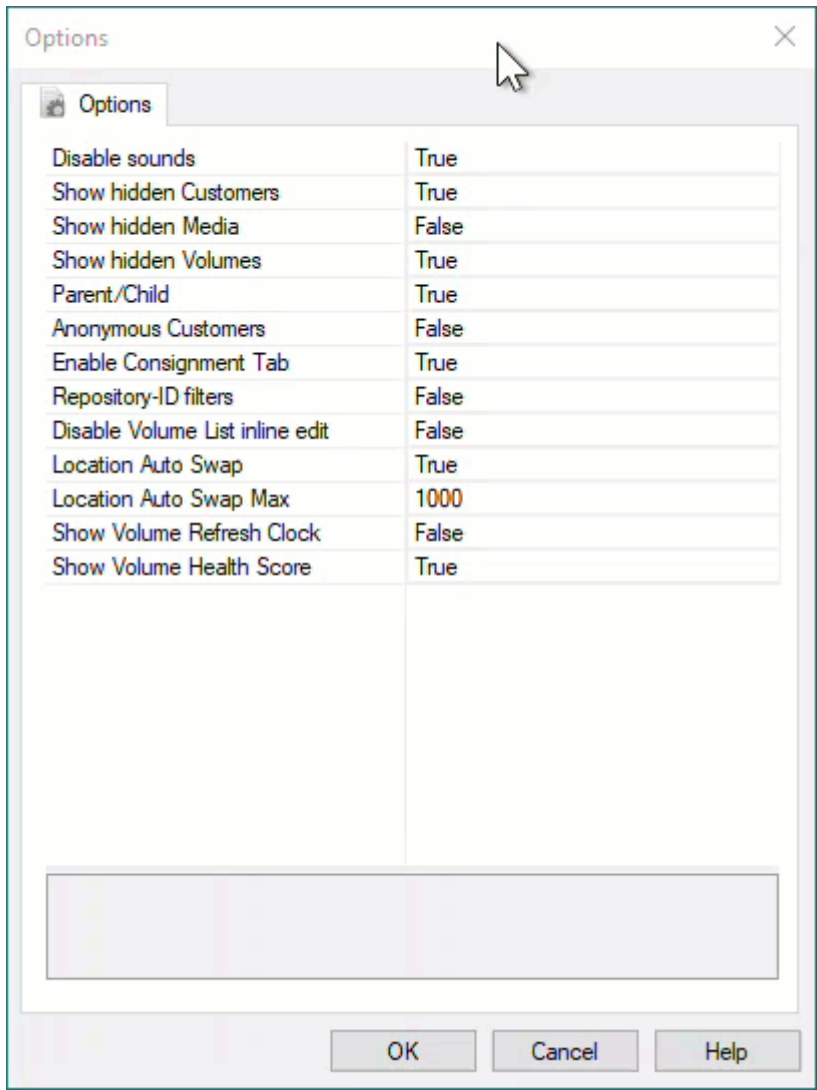 Options
Options
Disable sounds True
Show hidden Customers True
Show hidden Media False
Show hidden Volumes True
Parent/Child True
Anonymous Customers False
Enable Consignment Tab True
Repository-ID filters False
Disable Volume List inline edit False
Location Auto Swap True
Location Auto Swap Max 1000
Show Volume Refresh Clock False
Show Volume Health Score True
OK Cancel Help